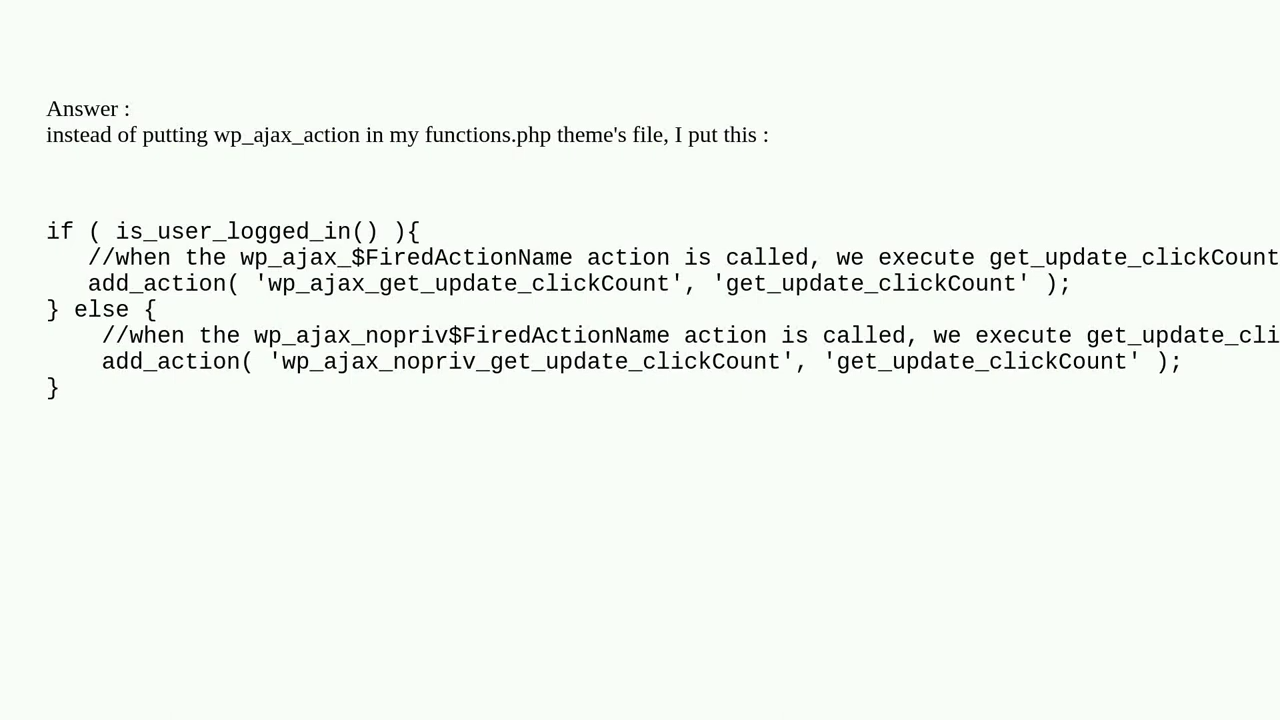 Answer :
instead of putting wp_ajax_action in my functions.php theme's file, I put this :
if ( is_user_logged_in() ){
//when the wp_ajax_$FiredActionName action is called, we execute get_update_clickCount
add_action( 'wp_ajax_get_update_clickCount', 'get_update_clickCount' );
} else {
//when the wp_ajax_nopriv$FiredActionName action is called, we execute get_update_cli
add_action( 'wp_ajax_nopriv_get_update_clickCount', 'get_update_clickCount' );
}